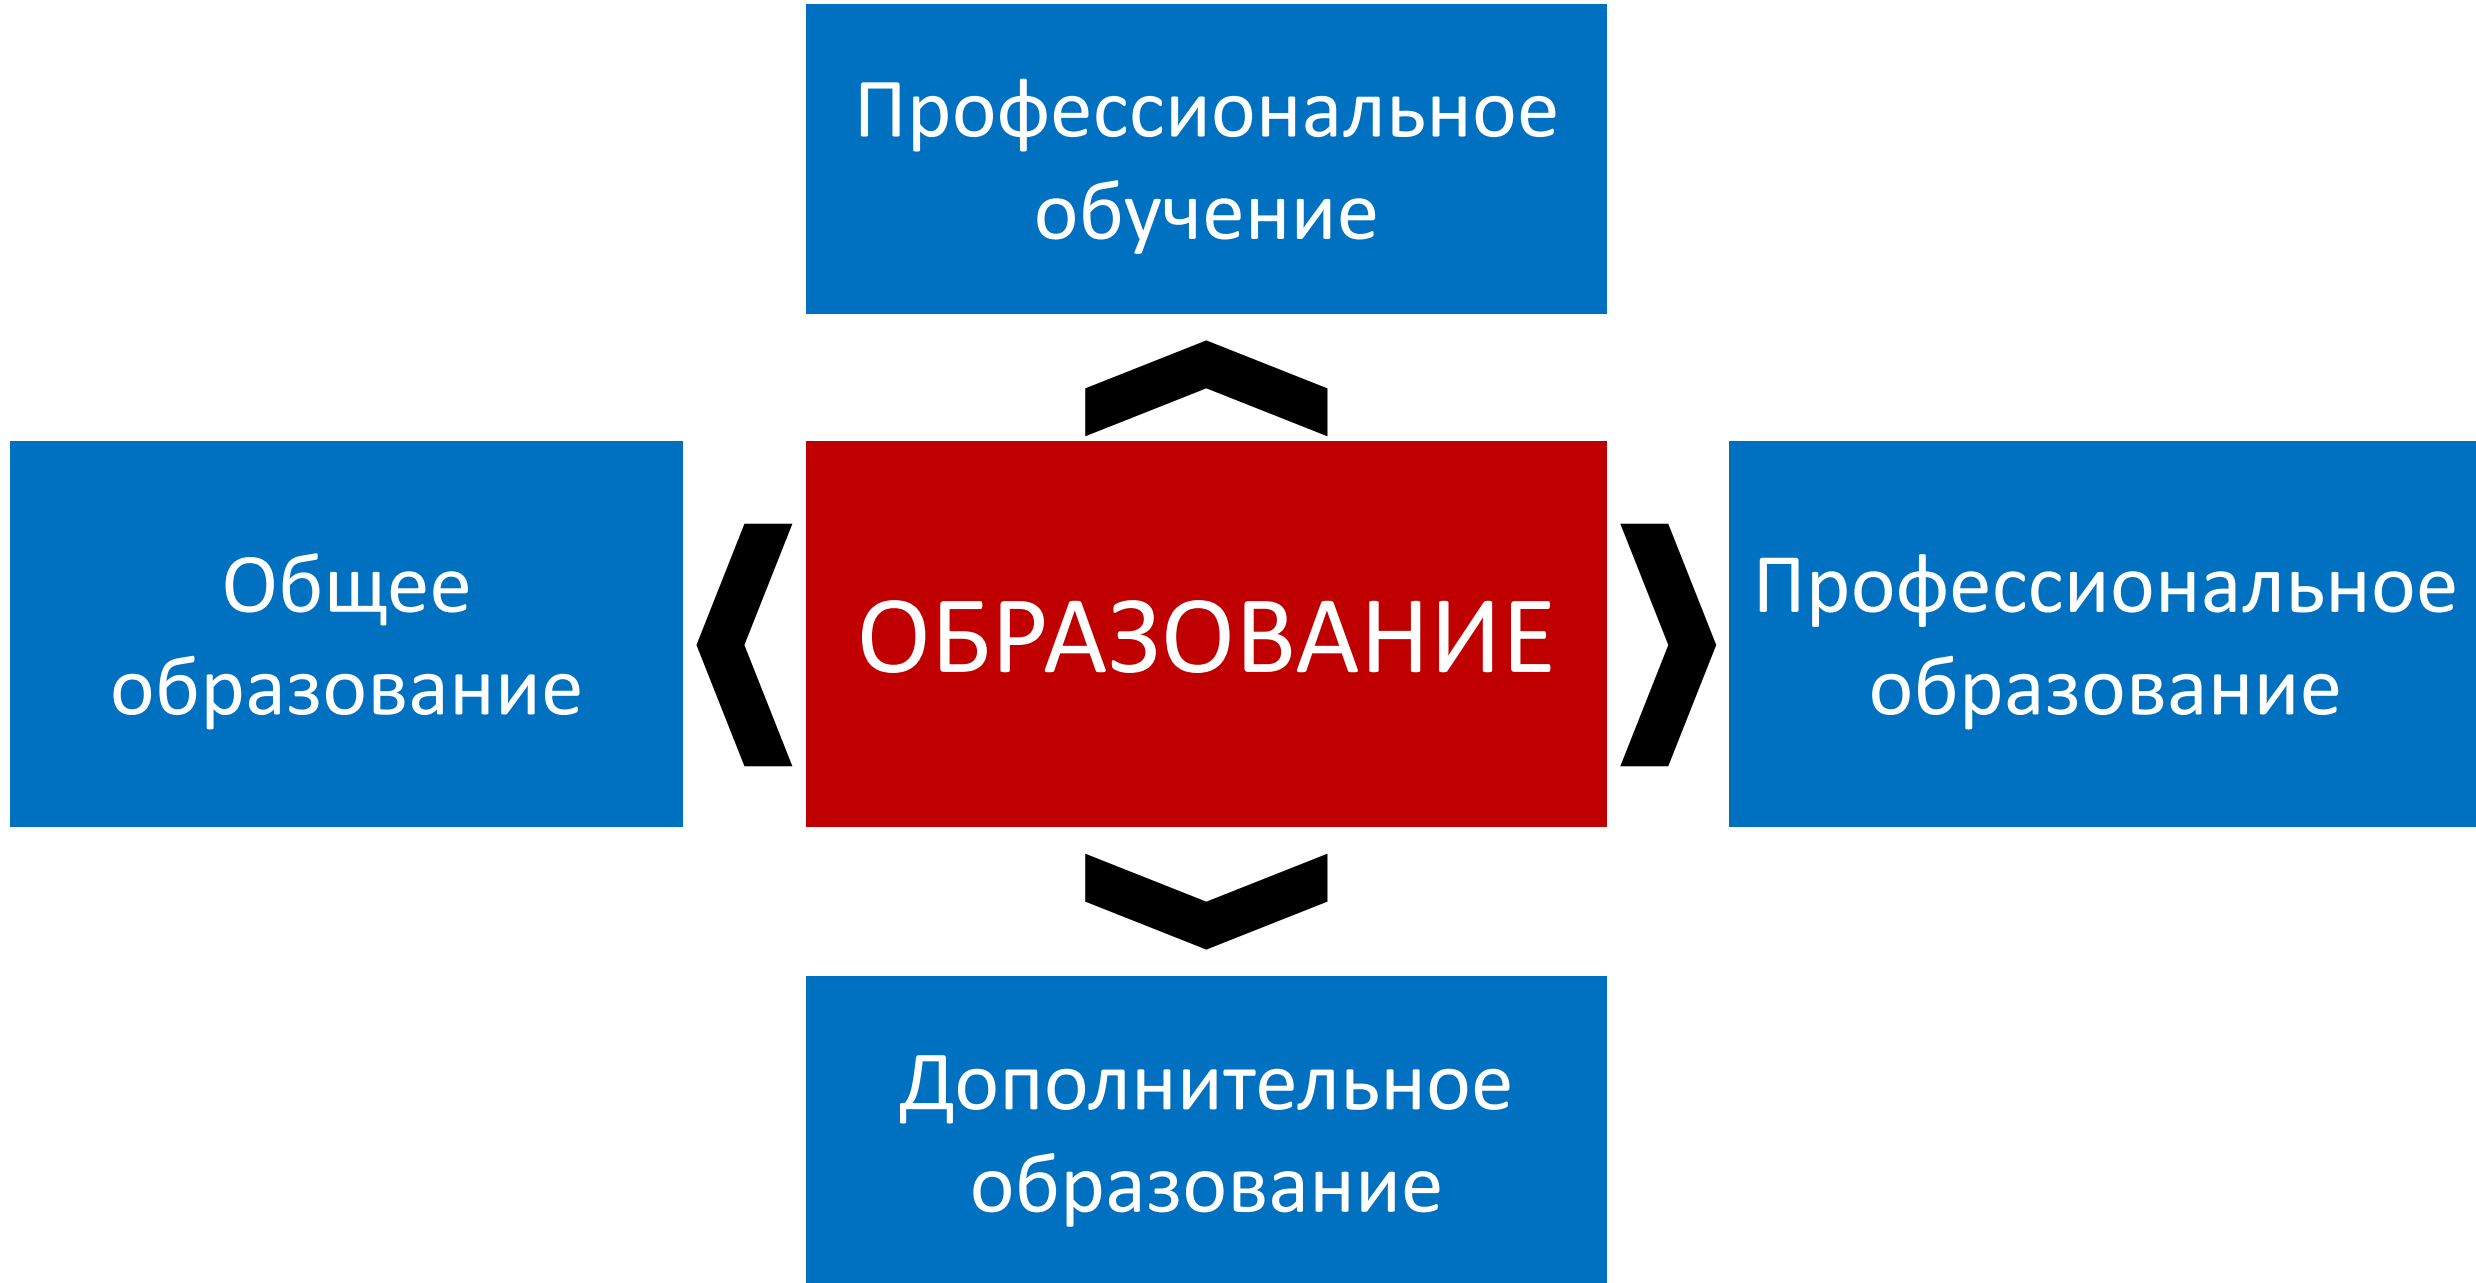 Профессиональное
обучение
Общее
образование
ОБРАЗОВАНИЕ
Профессиональное
образование
Дополнительное
образование